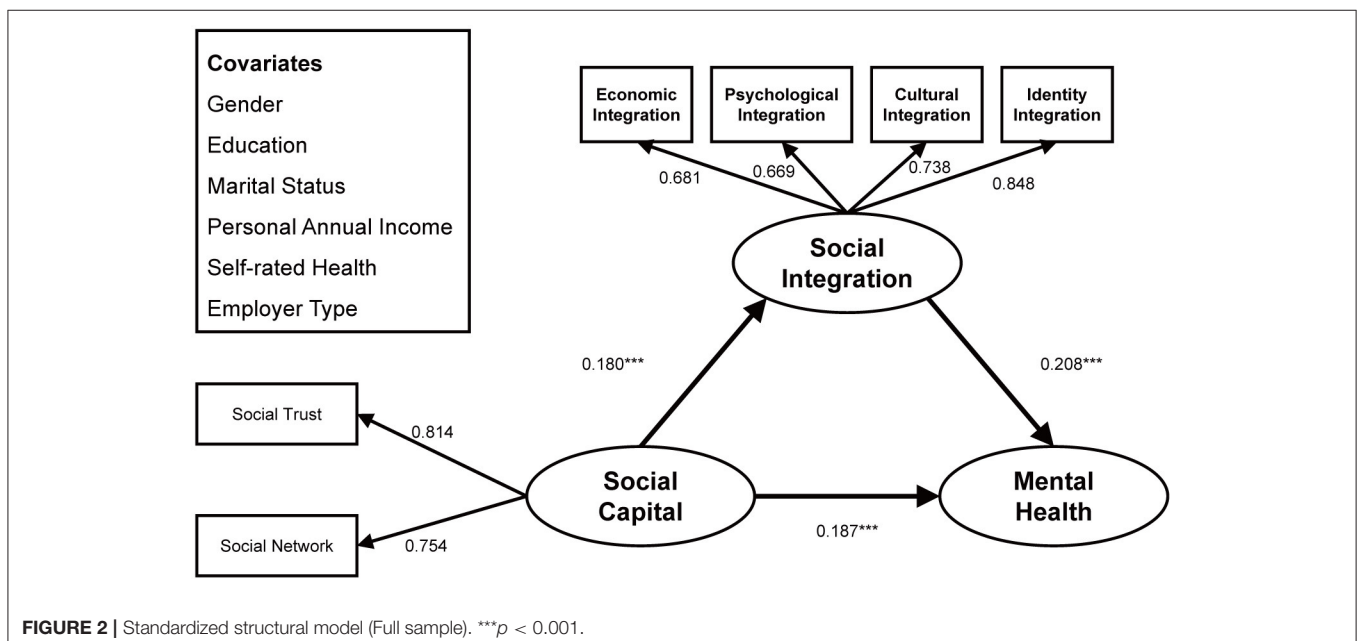 Covariates
Gender
Education
Marital Status
Personal Annual Income
Self-rated Health
Employer Type
Economic
Integration
Psychological
Integration
Cultural
Integration
Identity
Integration
0.681
0.669
0.738
0.848
Social
Integration
0.180***
0.208***
Social Trust
0.814
Social Network
0.754
Social
Capital
0.187***
Mental
Health
FIGURE 2 | Standardized structural model (Full sample). ***p < 0.001.